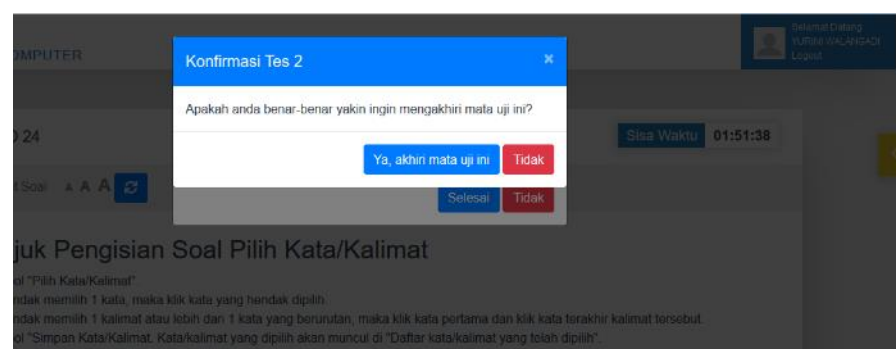 Selamat Datang
YURINI WALANGADI
Logout
OMPUTER
Konfirmasi Tes 2
×
Apakah anda benar-benar yakin ingin mengakhiri mata uji ini?
Ya, akhiri mata uji ini Tidak
24
Sisa Waktu 01:51:38
Soal A A A
Selesai Tidak
juk Pengisian Soal Pilih Kata/Kalimat
ol "Pilih Kata/Kalimat"
ndak memilih 1 kata, maka klik kata yang hendak dipilih.
ndak memilih 1 kalimat atau lebih dari 1 kata yang berurutan, maka klik kata pertama dan klik kata terakhir kalimat tersebut.
ol "Simpan Kata/Kalimat. Kata/kalimat yang dipilih akan muncul di "Daftar kata/kalimat yang telah dipilih".